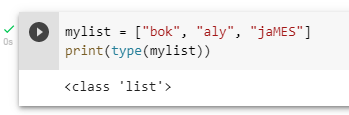 mylist = ["bok", "aly", "jaMES"]
print(type(mylist))
0s
<class 'list'>